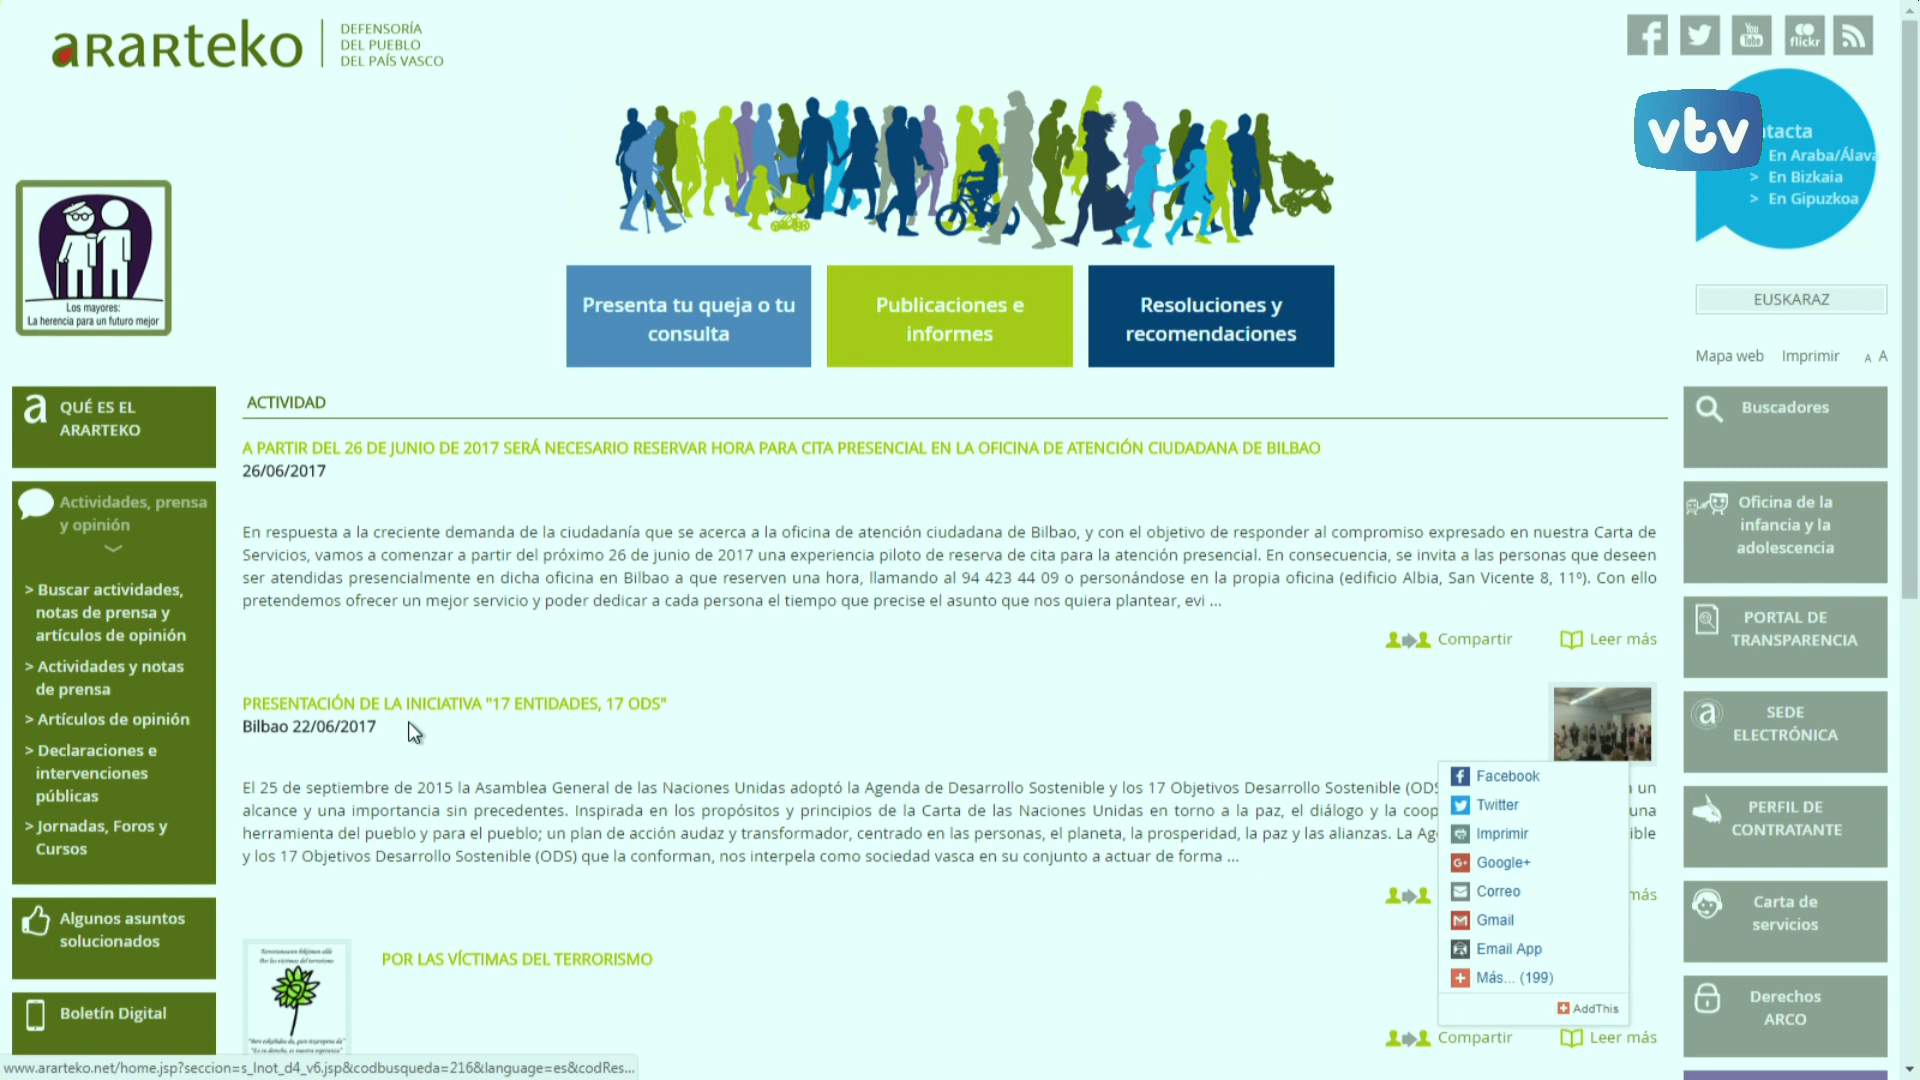 aRaRteko
DEFENSORÍA
DEL PUEBLO
DEL PAÍS VASCO
You
Tube
flickr
vtv
ntacta
En Araba/Álava
> En Bizkaia
> En Gipuzkoa
Los mayores:
La herencia para un futuro mejor
Presenta tu queja o tu
consulta
Publicaciones e
informes
Resoluciones y
recomendaciones
EUSKARAZ
Mapa web Imprimir A A
a QUÉ ES EL
ARARTEKO
Actividades, prensa
y opinión
> Buscar actividades,
notas de prensa y
artículos de opinión
> Actividades y notas
de prensa
> Artículos de opinión
> Declaraciones e
intervenciones
públicas
> Jornadas, Foros y
Cursos
Algunos asuntos
solucionados
Boletín Digital
ACTIVIDAD
A PARTIR DEL 26 DE JUNIO DE 2017 SERÁ NECESARIO RESERVAR HORA PARA CITA PRESENCIAL EN LA OFICINA DE ATENCIÓN CIUDADANA DE BILBAO
26/06/2017
En respuesta a la creciente demanda de la ciudadanía que se acerca a la oficina de atención ciudadana de Bilbao, y con el objetivo de responder al compromiso expresado en nuestra Carta de
Servicios, vamos a comenzar a partir del próximo 26 de junio de 2017 una experiencia piloto de reserva de cita para la atención presencial. En consecuencia, se invita a las personas que deseen
ser atendidas presencialmente en dicha oficina en Bilbao a que reserven una hora, llamando al 94 423 44 09 o personándose en la propia oficina (edificio Albia, San Vicente 8, 11º). Con ello
pretendemos ofrecer un mejor servicio y poder dedicar a cada persona el tiempo que precise el asunto que nos quiera plantear, evi ...
Compartir Leer más
PRESENTACIÓN DE LA INICIATIVA "17 ENTIDADES, 17 ODS"
Bilbao 22/06/2017
El 25 de septiembre de 2015 la Asamblea General de las Naciones Unidas adoptó la Agenda de Desarrollo Sostenible y los 17 Objetivos Desarrollo Sostenible (ODS un
alcance y una importancia sin precedentes. Inspirada en los propósitos y principios de la Carta de las Naciones Unidas en torno a la paz, el diálogo y la coop una
herramienta del pueblo y para el pueblo; un plan de acción audaz y transformador, centrado en las personas, el planeta, la prosperidad, la paz y las alianzas. La Ag ible
y los 17 Objetivos Desarrollo Sostenible (ODS) que la conforman, nos interpela como sociedad vasca en su conjunto a actuar de forma ...
más
Facebook
Twitter
Imprimir
Google+
Correo
Gmail
Email App
Más... (199)
AddThis
POR LAS VÍCTIMAS DEL TERRORISMO
Por las víctimas del terrorismo
Compartir Leer más
Buscadores
Oficina de la
infancia y la
adolescencia
PORTAL DE
TRANSPARENCIA
a SEDE
ELECTRÓNICA
PERFIL DE
CONTRATANTE
Carta de
servicios
Derechos
ARCO
www.ararteko.net/home.jsp?seccion=s_lnot_d4_v6.jsp&codbusqueda=216&language=es&codRes...